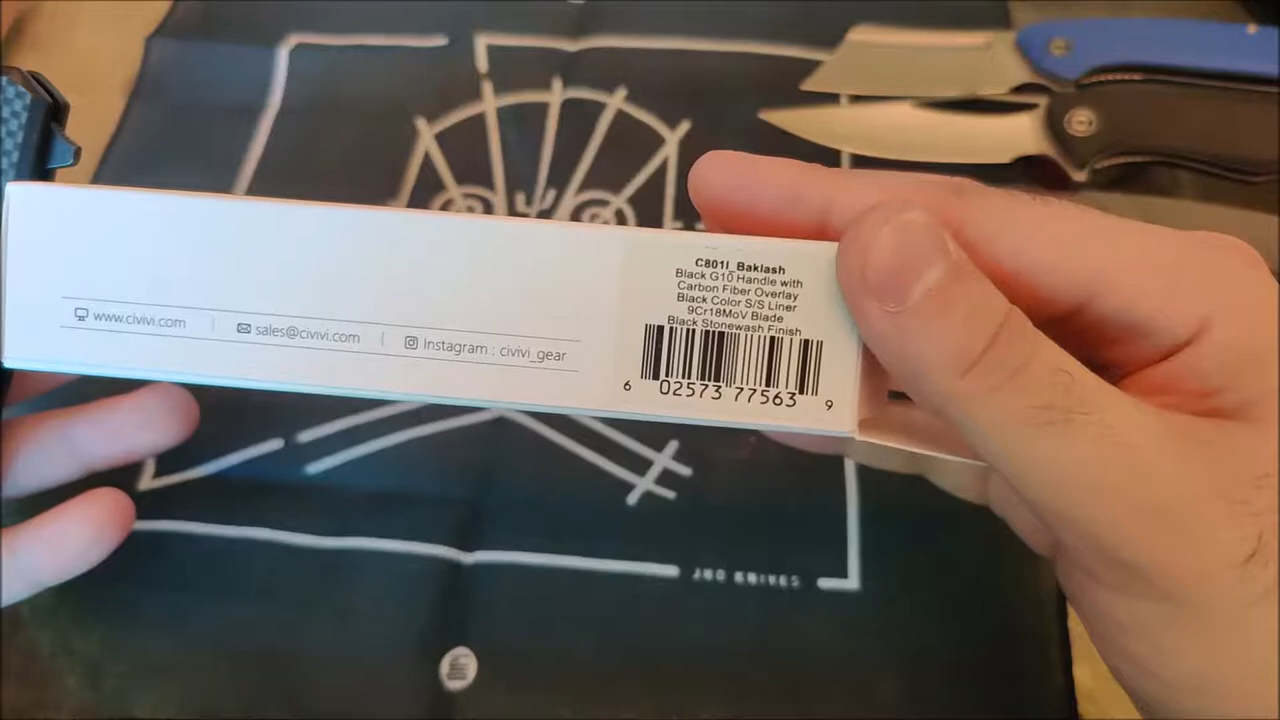 C801I_Baklash
Black G10 Handle with
Carbon Fiber Overlay
Black Color S/S Liner
9Cr18MoV Blade
Black Stonewash Finish
6 02573 77563 9
www.civivi.com | sales@civivi.com | Instagram : civivi_gear
JHO KNIVES